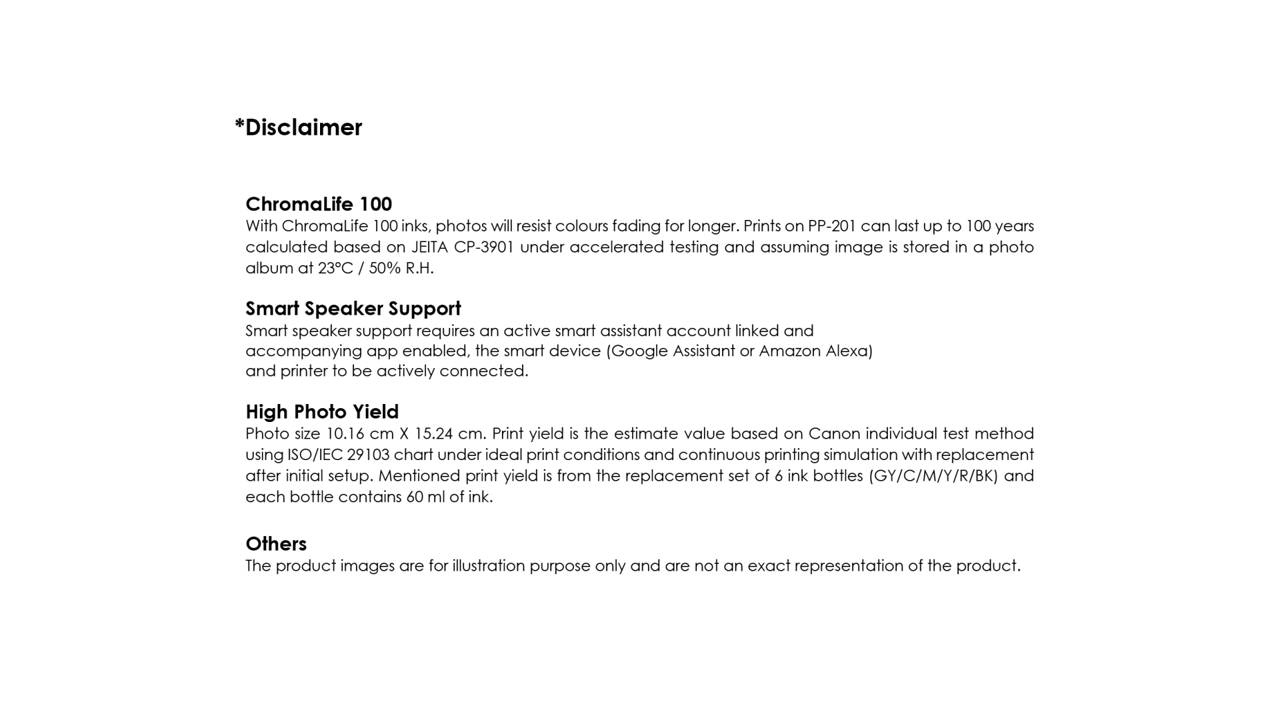 *Disclaimer
ChromaLife 100
With ChromaLife 100 inks, photos will resist colours fading for longer. Prints on PP-201 can last up to 100 years
calculated based on JEITA CP-3901 under accelerated testing and assuming image is stored in a photo
album at 23°C / 50% R.H.
Smart Speaker Support
Smart speaker support requires an active smart assistant account linked and
accompanying app enabled, the smart device (Google Assistant or Amazon Alexa)
and printer to be actively connected.
High Photo Yield
Photo size 10.16 cm X 15.24 cm. Print yield is the estimate value based on Canon individual test method
using ISO/IEC 29103 chart under ideal print conditions and continuous printing simulation with replacement
after initial setup. Mentioned print yield is from the replacement set of 6 ink bottles (GY/C/M/Y/R/BK) and
each bottle contains 60 ml of ink.
Others
The product images are for illustration purpose only and are not an exact representation of the product.